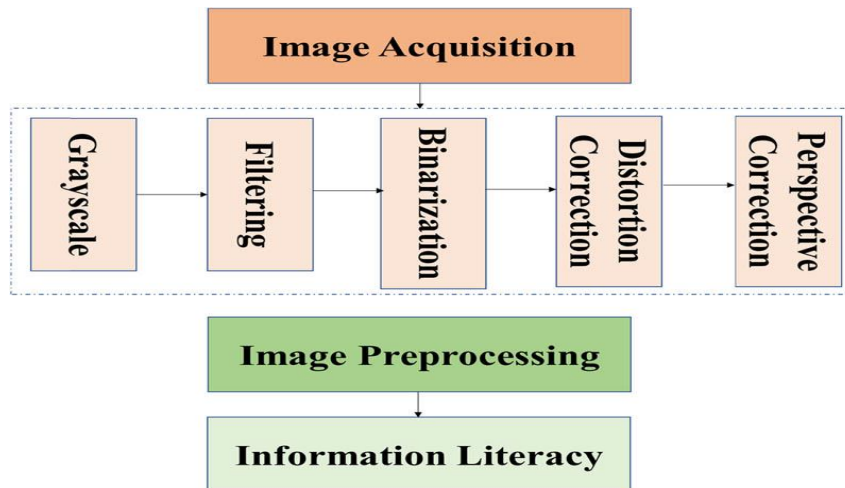 Image Acquisition
Grayscale
Filtering
Binarization
Distortion
Correction
Perspective
Correction
Image Preprocessing
Information Literacy